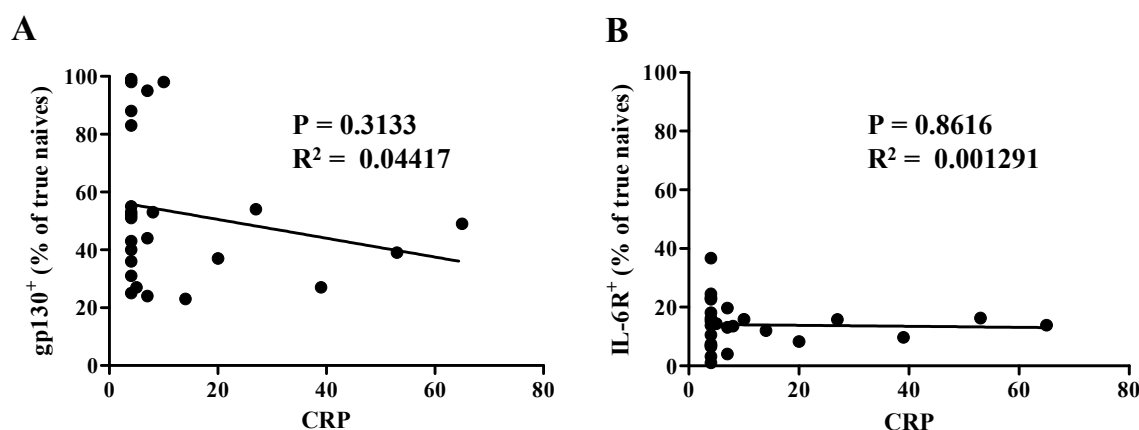 A
gp130⁺ (% of true naives)
100
80
60
40
20
0
P = 0.3133
R² = 0.04417
0 20 40 60 80
CRP
B
IL-6R⁺ (% of true naives)
100
80
60
40
20
0
P = 0.8616
R² = 0.001291
0 20 40 60 80
CRP